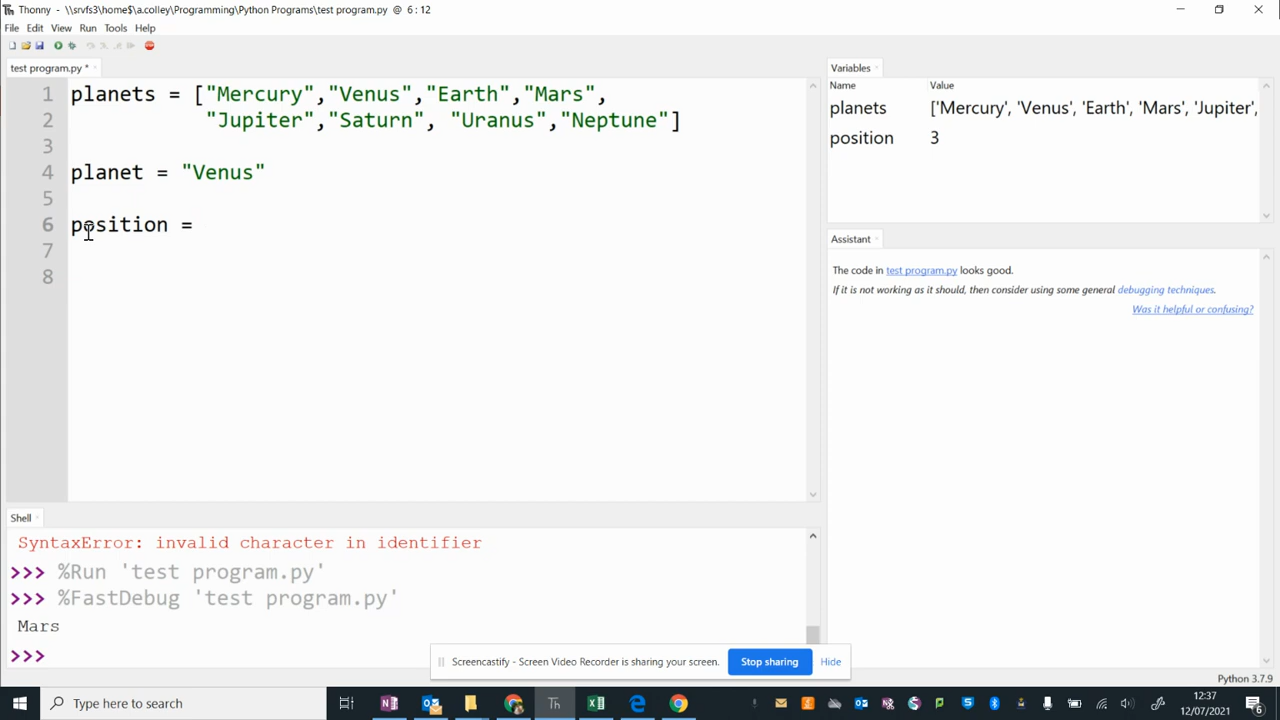 Thonny - \\srvfs3\home$\a.colley\Programming\Python Programs\test program.py @ 6 : 12
File Edit View Run Tools Help
test program.py *
Variables
1 planets = ["Mercury","Venus","Earth","Mars",
2 "Jupiter","Saturn", "Uranus","Neptune"]
3
4 planet = "Venus"
5
6 position =
7
8
Name Value
planets ['Mercury', 'Venus', 'Earth', 'Mars', 'Jupiter',
position 3
Assistant
The code in test program.py looks good.
If it is not working as it should, then consider using some general debugging techniques.
Was it helpful or confusing?
Shell
SyntaxError: invalid character in identifier
>>> %Run 'test program.py'
>>> %FastDebug 'test program.py'
Mars
>>>
Screencastify - Screen Video Recorder is sharing your screen. Stop sharing Hide
Python 3.7.9
Type here to search
12:37
12/07/2021
6